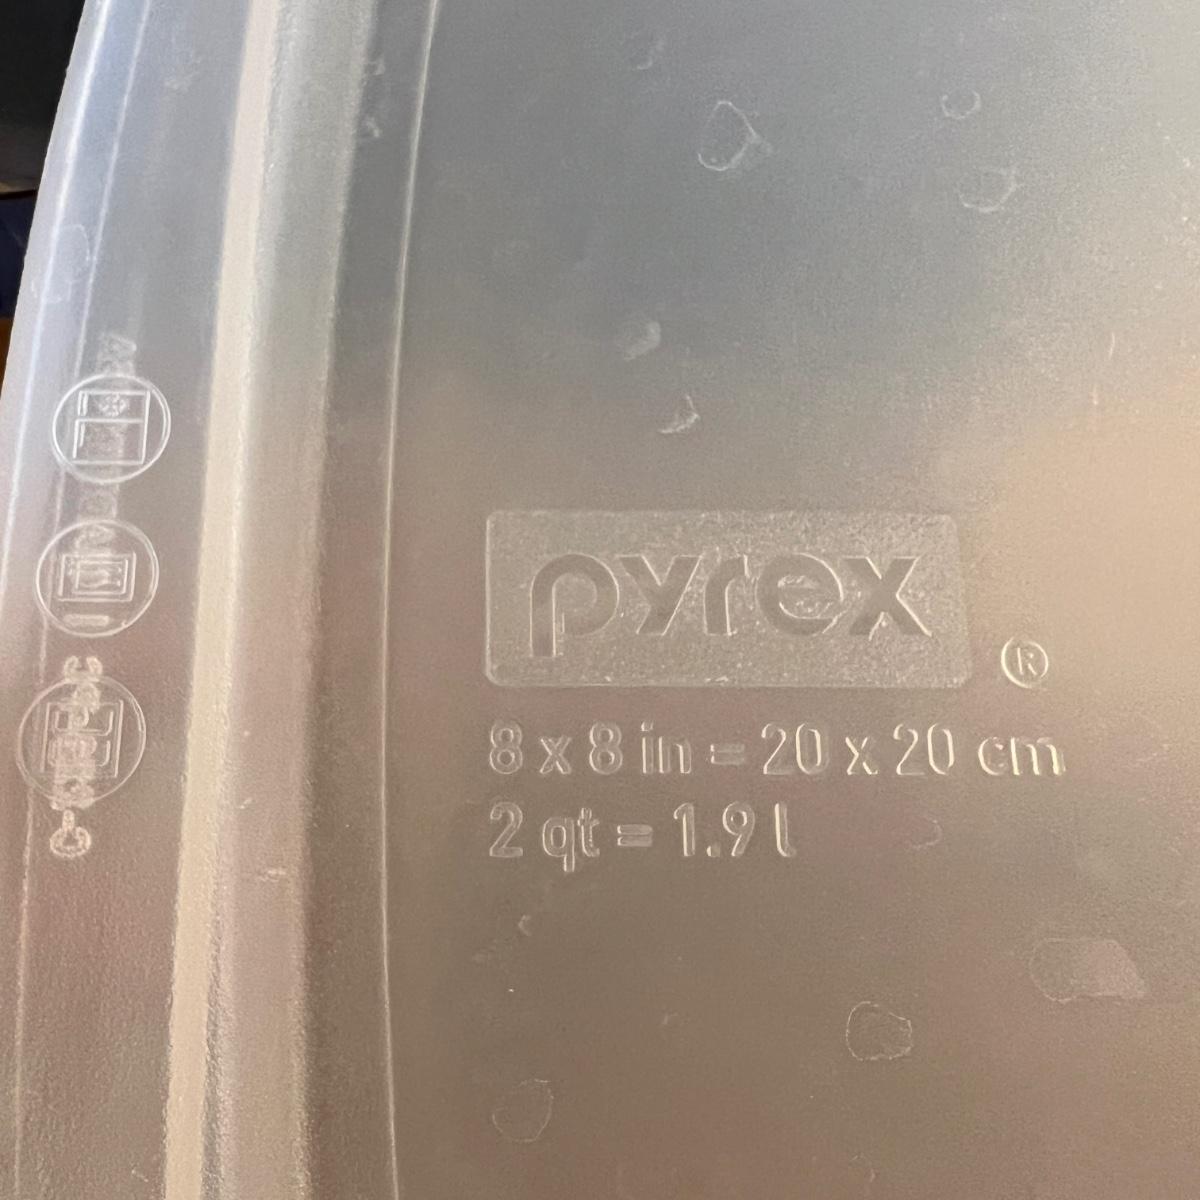 pyrex
®
8 x 8 in = 20 x 20 cm
2 qt = 1.9 l